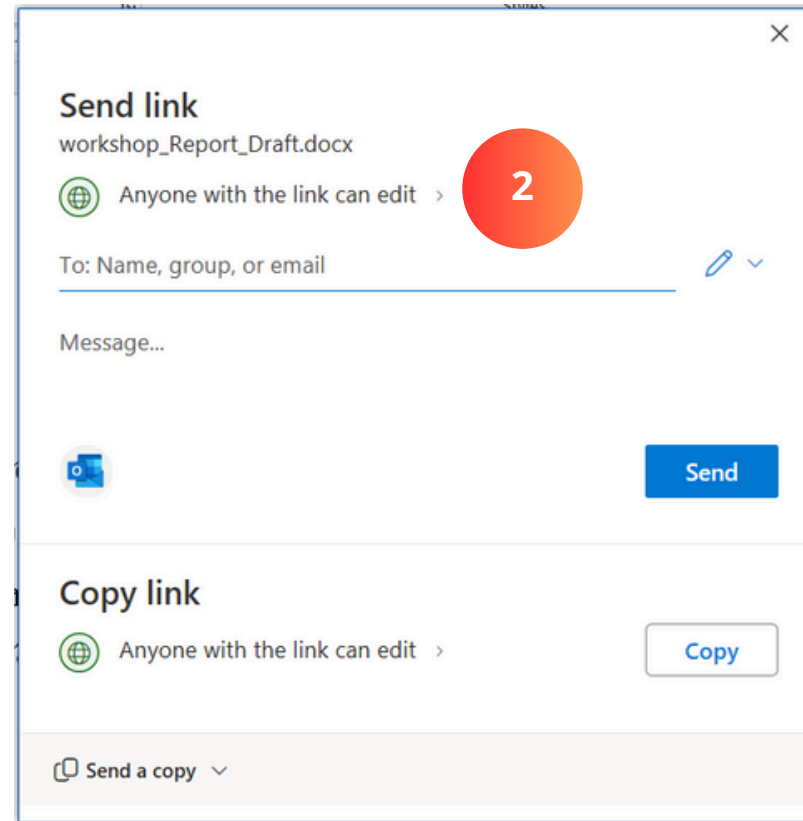 Send link
workshop_Report_Draft.docx
Anyone with the link can edit >
2
To: Name, group, or email
Message...
Send
Copy link
Anyone with the link can edit >
Copy
Send a copy